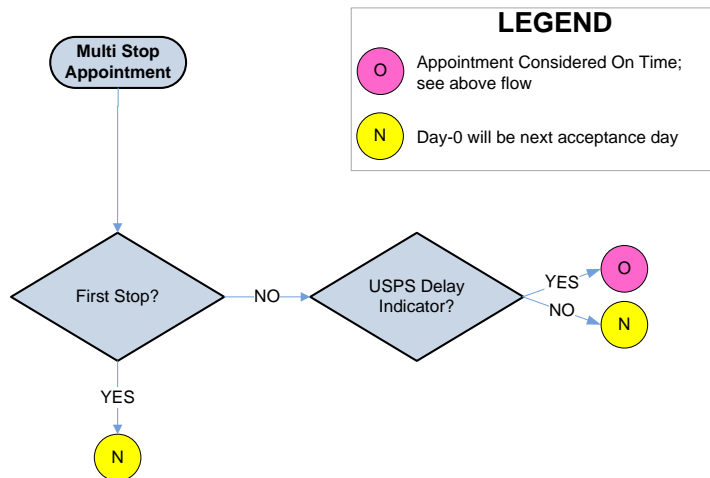 Multi Stop
Appointment
LEGEND
O
Appointment Considered On Time;
see above flow
N
Day-0 will be next acceptance day
First Stop?
NO
USPS Delay
Indicator?
YES
O
NO
N
YES
N